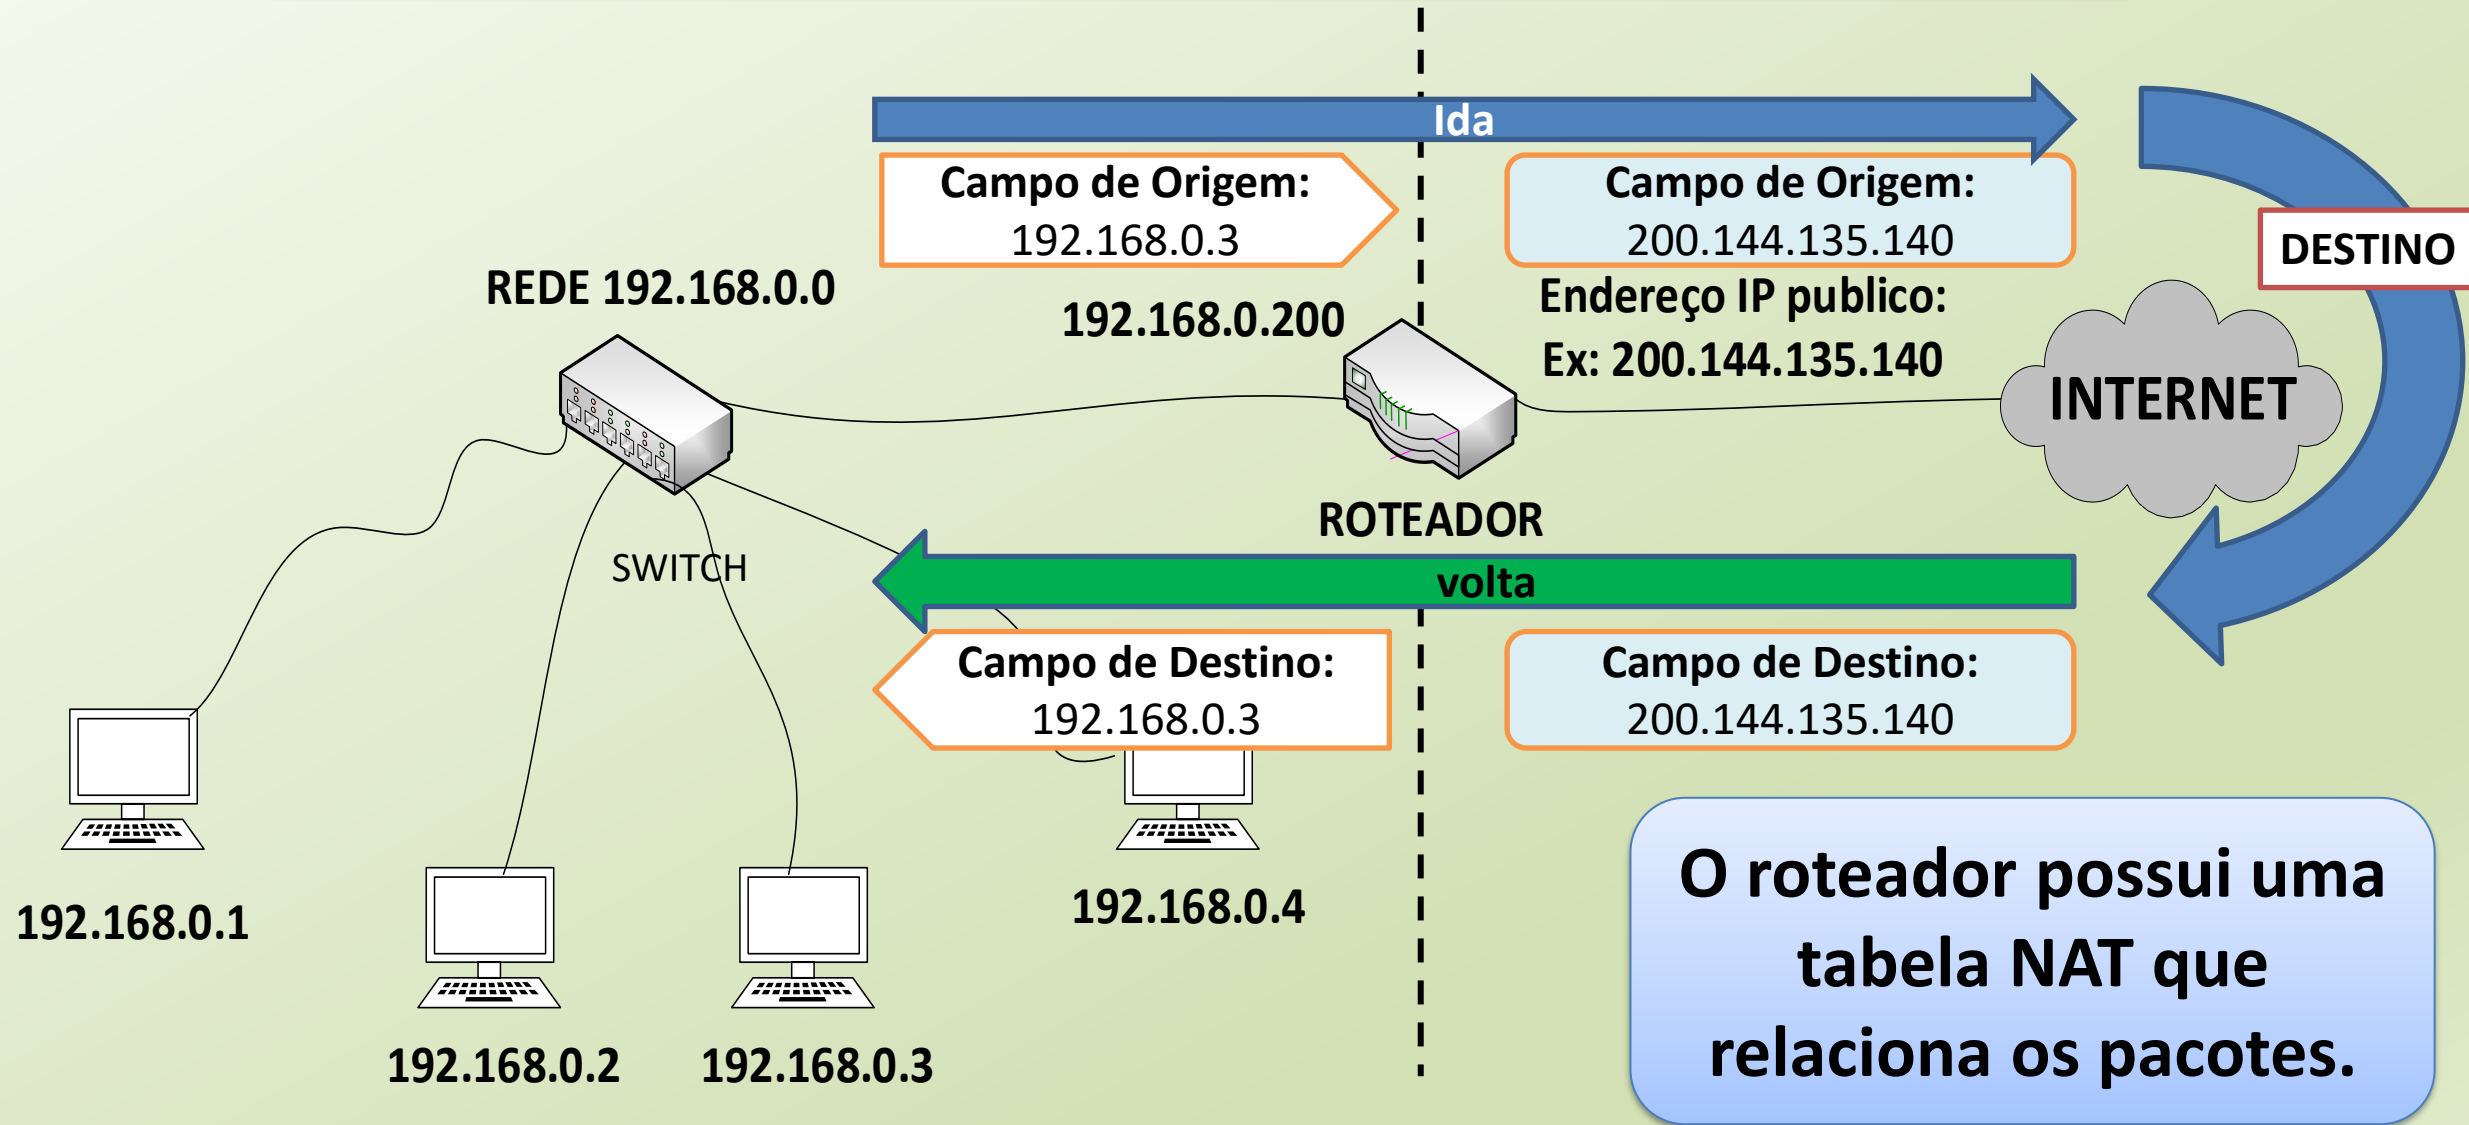 Ida
Campo de Origem:
192.168.0.3
Campo de Origem:
200.144.135.140
DESTINO
REDE 192.168.0.0
192.168.0.200
Endereço IP publico:
Ex: 200.144.135.140
INTERNET
ROTEADOR
SWITCH
volta
Campo de Destino:
192.168.0.3
Campo de Destino:
200.144.135.140
192.168.0.1
192.168.0.2
192.168.0.3
192.168.0.4
O roteador possui uma
tabela NAT que
relaciona os pacotes.